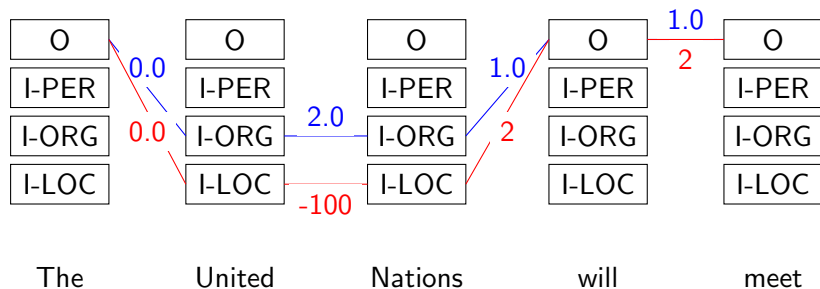 1.0
O O O O O
0.0 1.0 2
I-PER I-PER I-PER I-PER I-PER
2.0
I-ORG 0.0 I-ORG I-ORG 2 I-ORG I-ORG
I-LOC I-LOC I-LOC I-LOC I-LOC
-100
The United Nations will meet